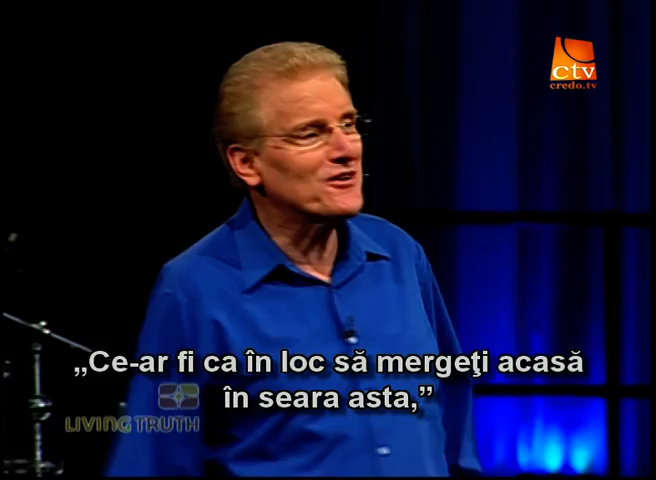 ctv
credo.tv
„Ce-ar fi ca în loc să mergeţi acasă
în seara asta,”
LIVING TRUTH